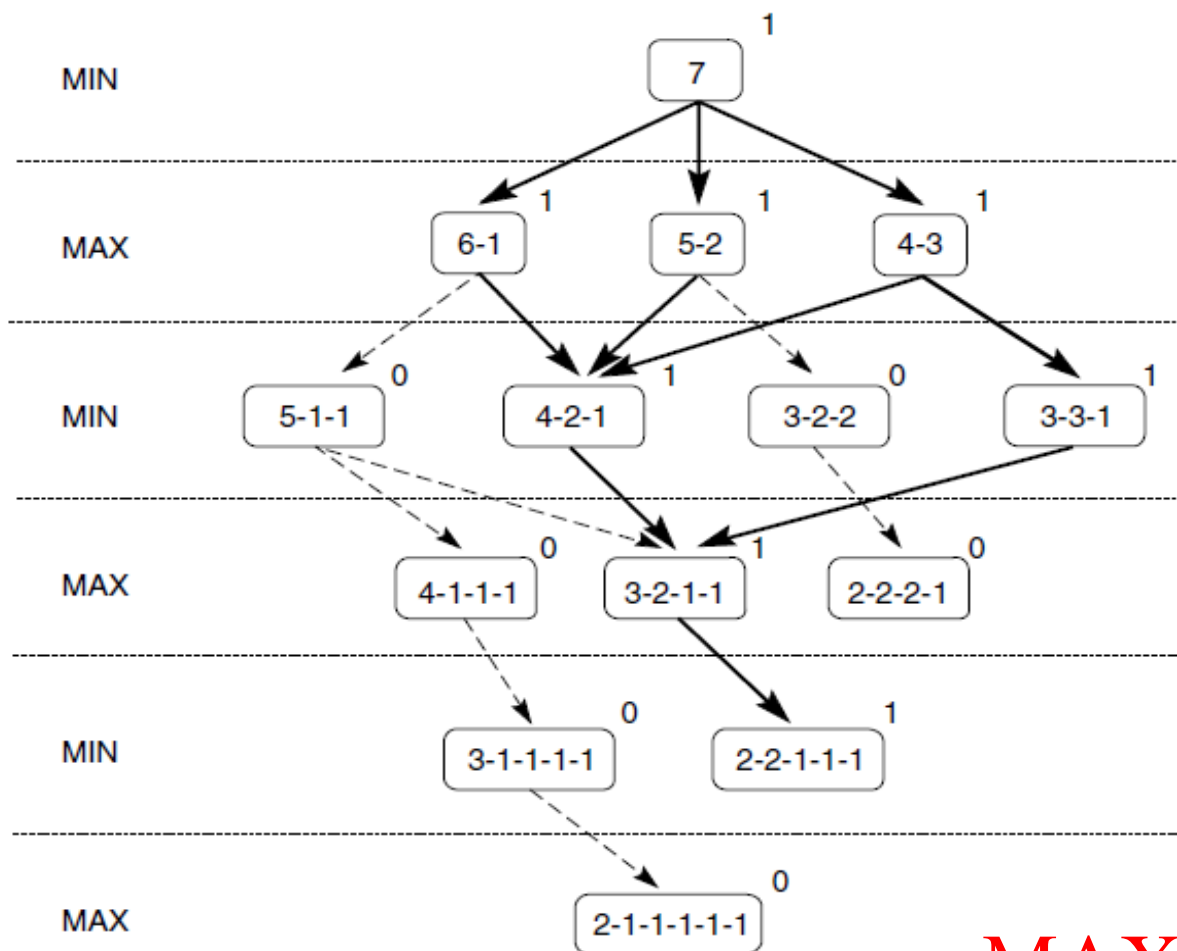 1
MIN 7
1 1 1
MAX 6-1 5-2 4-3
0 1 0 1
MIN 5-1-1 4-2-1 3-2-2 3-3-1
0 1 0
MAX 4-1-1-1 3-2-1-1 2-2-2-1
0 1
MIN 3-1-1-1-1 2-2-1-1-1
0
MAX 2-1-1-1-1-1
MAX